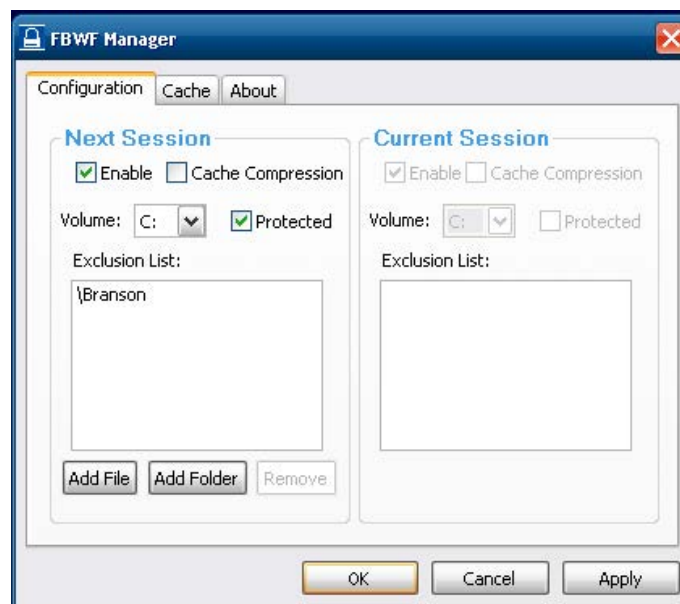 FBWF Manager
Configuration Cache About
Next Session
Enable Cache Compression
Volume: C: Protected
Exclusion List:
\Branson
Add File Add Folder Remove
Current Session
Enable Cache Compression
Volume: C: Protected
Exclusion List:
OK Cancel Apply